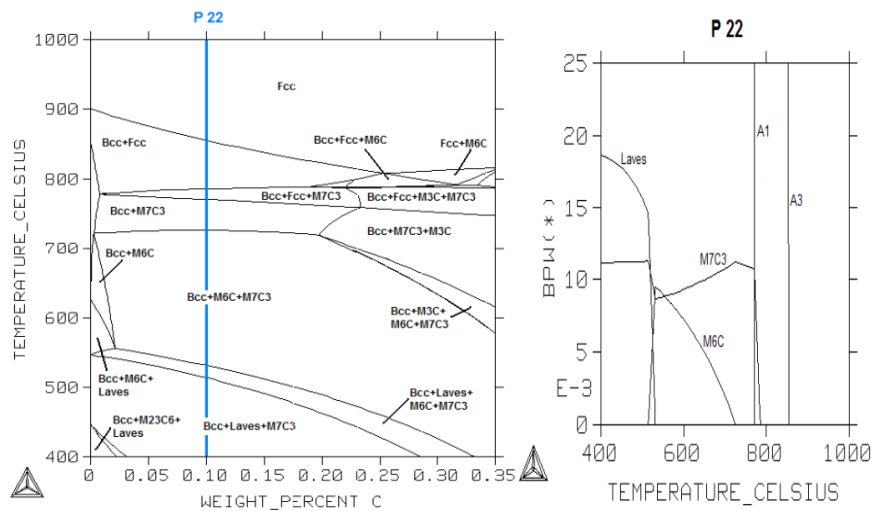 P 22
1000
900
800
700
600
500
400
TEMPERATURE_CELSIUS
Fcc
Bcc+Fcc
Bcc+Fcc+M6C
Fcc+M6C
Bcc+Fcc+M7C3
Bcc+Fcc+M3C+M7C3
Bcc+M7C3
Bcc+M7C3+M3C
Bcc+M6C
Bcc+M6C+M7C3
Bcc+M3C+
M6C+M7C3
Bcc+M6C+
Laves
Bcc+Laves+
M6C+M7C3
Bcc+M23C6+
Laves
Bcc+Laves+M7C3
0 0.05 0.10 0.15 0.20 0.25 0.30 0.35
WEIGHT_PERCENT C
P 22
25
20
15
10
5
0
E-3
BPW(*)
Laves
A1
A3
M7C3
M6C
400 600 800 1000
TEMPERATURE_CELSIUS